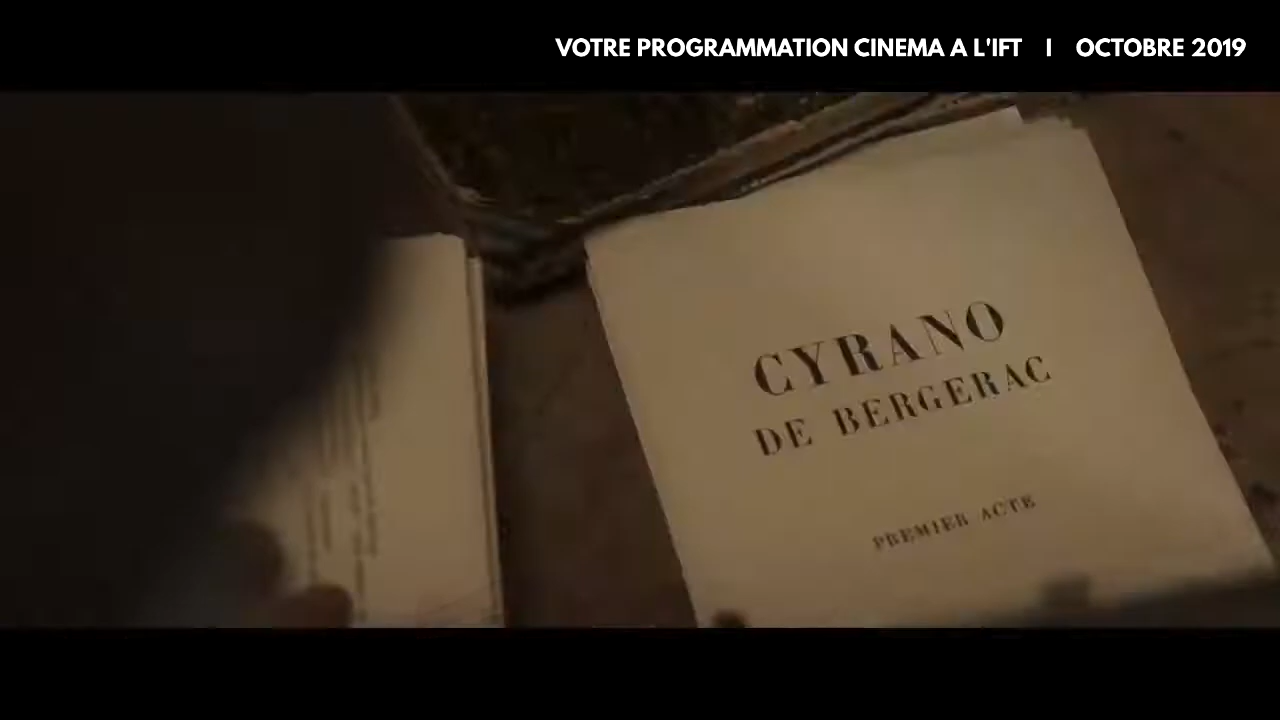 VOTRE PROGRAMMATION CINEMA A L'IFT | OCTOBRE 2019
CYRANO
DE BERGERAC
PREMIER ACTE